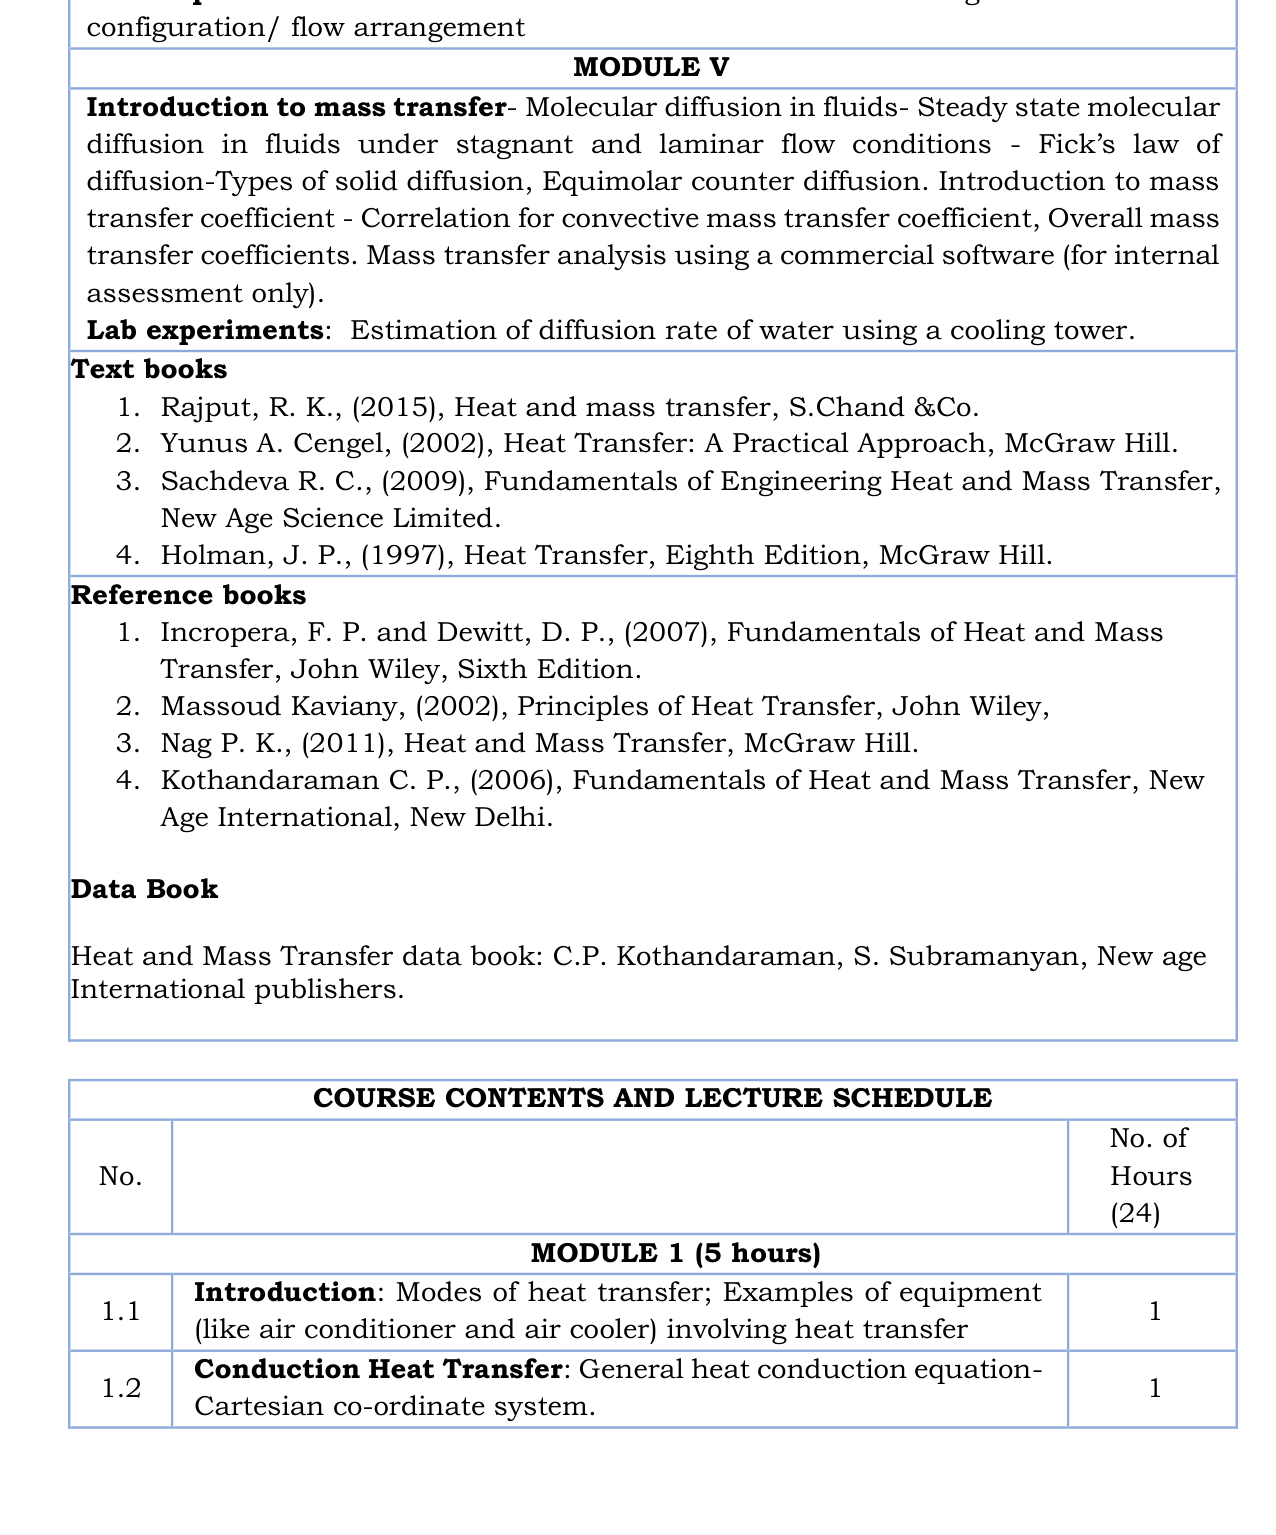 configuration/ flow arrangement
MODULE V
Introduction to mass transfer- Molecular diffusion in fluids- Steady state molecular
diffusion in fluids under stagnant and laminar flow conditions - Fick’s law of
diffusion-Types of solid diffusion, Equimolar counter diffusion. Introduction to mass
transfer coefficient - Correlation for convective mass transfer coefficient, Overall mass
transfer coefficients. Mass transfer analysis using a commercial software (for internal
assessment only).
Lab experiments:  Estimation of diffusion rate of water using a cooling tower.
Text books
1. Rajput, R. K., (2015), Heat and mass transfer, S.Chand &Co.
2. Yunus A. Cengel, (2002), Heat Transfer: A Practical Approach, McGraw Hill.
3. Sachdeva R. C., (2009), Fundamentals of Engineering Heat and Mass Transfer,
New Age Science Limited.
4. Holman, J. P., (1997), Heat Transfer, Eighth Edition, McGraw Hill.
Reference books
1. Incropera, F. P. and Dewitt, D. P., (2007), Fundamentals of Heat and Mass
Transfer, John Wiley, Sixth Edition.
2. Massoud Kaviany, (2002), Principles of Heat Transfer, John Wiley,
3. Nag P. K., (2011), Heat and Mass Transfer, McGraw Hill.
4. Kothandaraman C. P., (2006), Fundamentals of Heat and Mass Transfer, New
Age International, New Delhi.
Data Book
Heat and Mass Transfer data book: C.P. Kothandaraman, S. Subramanyan, New age
International publishers.
COURSE CONTENTS AND LECTURE SCHEDULE
No.
No. of
Hours
(24)
MODULE 1 (5 hours)
1.1
Introduction: Modes of heat transfer; Examples of equipment
(like air conditioner and air cooler) involving heat transfer
1
1.2
Conduction Heat Transfer: General heat conduction equation-
Cartesian co-ordinate system.
1